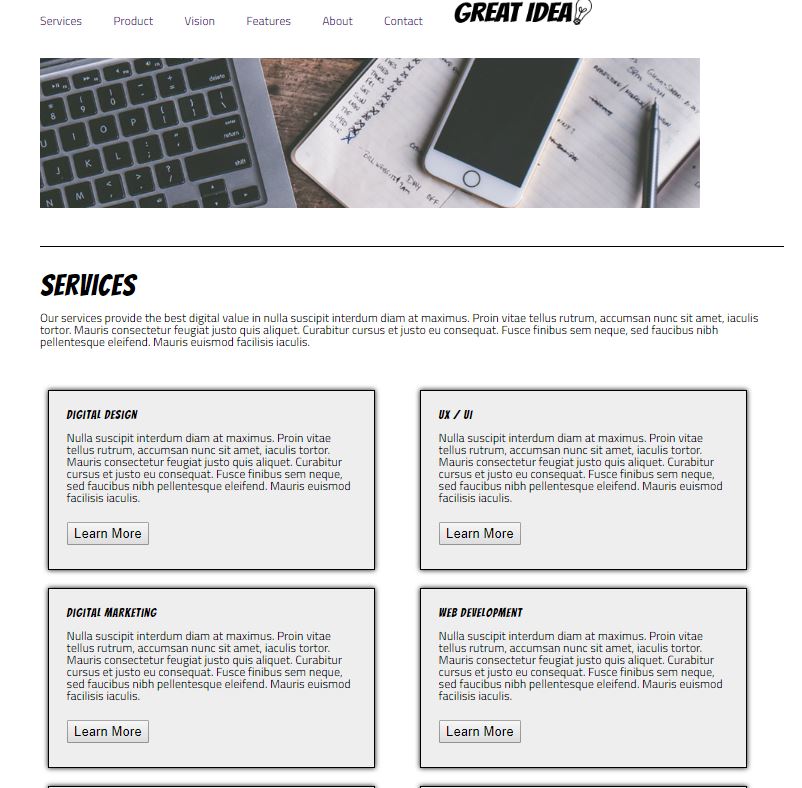 Services Product Vision Features About Contact GREAT IDEA
SERVICES
Our services provide the best digital value in nulla suscipit interdum diam at maximus. Proin vitae tellus rutrum, accumsan nunc sit amet, iaculis
tortor. Mauris consectetur feugiat justo quis aliquet. Curabitur cursus et justo eu consequat. Fusce finibus sem neque, sed faucibus nibh
pellentesque eleifend. Mauris euismod facilisis iaculis.
DIGITAL DESIGN
Nulla suscipit interdum diam at maximus. Proin vitae
tellus rutrum, accumsan nunc sit amet, iaculis tortor.
Mauris consectetur feugiat justo quis aliquet. Curabitur
cursus et justo eu consequat. Fusce finibus sem neque,
sed faucibus nibh pellentesque eleifend. Mauris euismod
facilisis iaculis.
Learn More
UX / UI
Nulla suscipit interdum diam at maximus. Proin vitae
tellus rutrum, accumsan nunc sit amet, iaculis tortor.
Mauris consectetur feugiat justo quis aliquet. Curabitur
cursus et justo eu consequat. Fusce finibus sem neque,
sed faucibus nibh pellentesque eleifend. Mauris euismod
facilisis iaculis.
Learn More
DIGITAL MARKETING
Nulla suscipit interdum diam at maximus. Proin vitae
tellus rutrum, accumsan nunc sit amet, iaculis tortor.
Mauris consectetur feugiat justo quis aliquet. Curabitur
cursus et justo eu consequat. Fusce finibus sem neque,
sed faucibus nibh pellentesque eleifend. Mauris euismod
facilisis iaculis.
Learn More
WEB DEVELOPMENT
Nulla suscipit interdum diam at maximus. Proin vitae
tellus rutrum, accumsan nunc sit amet, iaculis tortor.
Mauris consectetur feugiat justo quis aliquet. Curabitur
cursus et justo eu consequat. Fusce finibus sem neque,
sed faucibus nibh pellentesque eleifend. Mauris euismod
facilisis iaculis.
Learn More